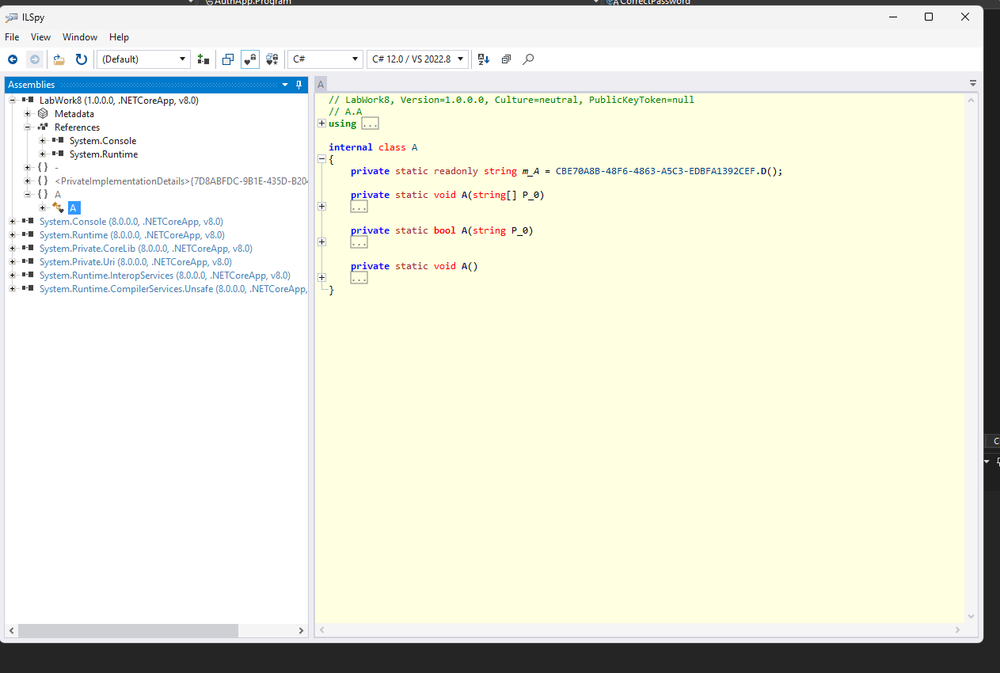 AuthApp.Program
CorrectPassword
ILSpy
File View Window Help
(Default)
C#
C# 12.0 / VS 2022.8
Assemblies
LabWork8 (1.0.0.0, .NETCoreApp, v8.0)
Metadata
References
System.Console
System.Runtime
{ } -
{ } <PrivateImplementationDetails>{7D8ABFDC-9B1E-435D-B204
{ } A
A
System.Console (8.0.0.0, .NETCoreApp, v8.0)
System.Runtime (8.0.0.0, .NETCoreApp, v8.0)
System.Private.CoreLib (8.0.0.0, .NETCoreApp, v8.0)
System.Private.Uri (8.0.0.0, .NETCoreApp, v8.0)
System.Runtime.InteropServices (8.0.0.0, .NETCoreApp, v8.0)
System.Runtime.CompilerServices.Unsafe (8.0.0.0, .NETCoreApp,
A
// LabWork8, Version=1.0.0.0, Culture=neutral, PublicKeyToken=null
// A.A
using ...
internal class A
{
private static readonly string m_A = CBE70A8B-48F6-4863-A5C3-EDBFA1392CEF.D();
private static void A(string[] P_0)
...
private static bool A(string P_0)
...
private static void A()
...
}